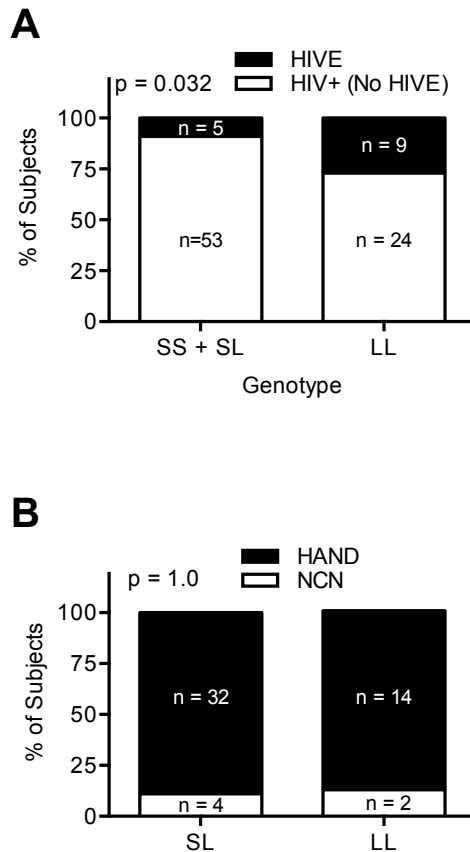 A
HIVE
p = 0.032
HIV+ (No HIVE)
100
n = 5
n = 9
75
% of Subjects
50
n=53
n = 24
25
0
SS + SL
LL
Genotype
B
HAND
p = 1.0
NCN
100
75
n = 32
n = 14
% of Subjects
50
25
n = 4
n = 2
0
SL
LL